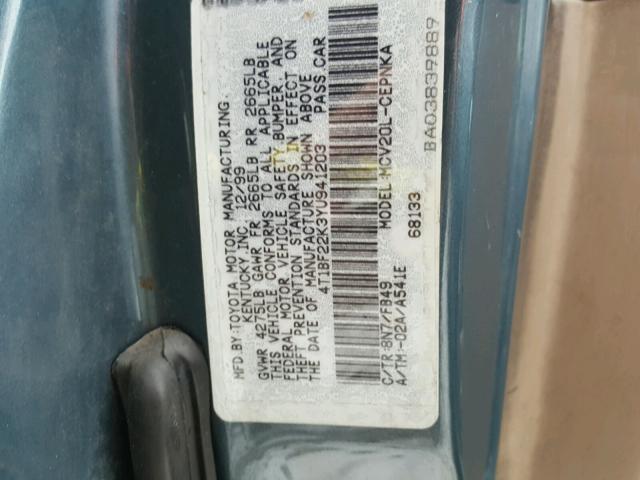 MFD.BY:TOYOTA MOTOR MANUFACTURING
KENTUCKY,INC. 12/99
GVWR 4275LB GAWR FR 2665LB RR 2665LB
THIS VEHICLE CONFORMS TO ALL APPLICABLE
FEDERAL MOTOR VEHICLE SAFETY BUMPER, AND
THEFT PREVENTION STANDARDS IN EFFECT ON
THE DATE OF MANUFACTURE SHOWN ABOVE
4T1BF22K3YU941203 PASS.CAR
C/TR:8N7/FB49 MODEL:MCV20L-CEPNKA
A/TM:-02A/A541E 68133
BA03839889